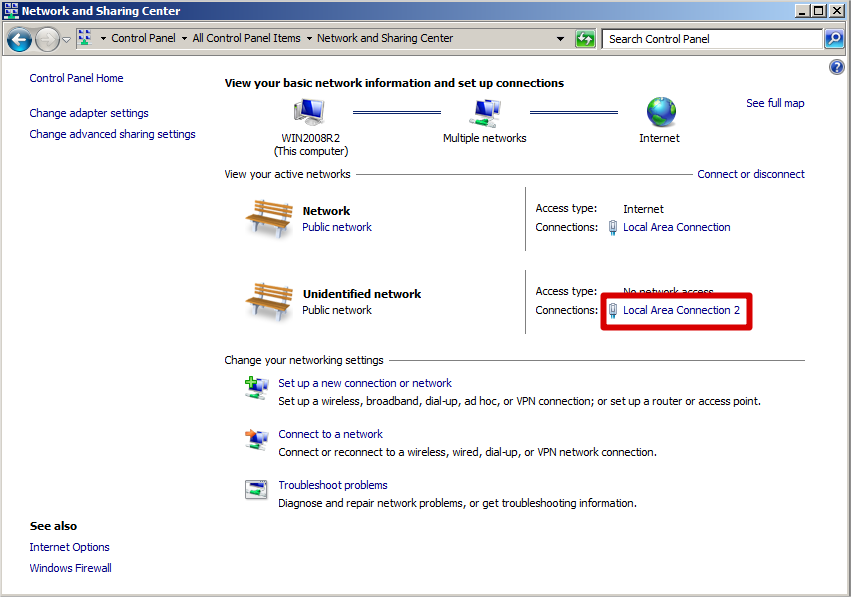 Network and Sharing Center
Control Panel All Control Panel Items Network and Sharing Center Search Control Panel
Control Panel Home
Change adapter settings
Change advanced sharing settings
View your basic network information and set up connections
See full map
WIN2008R2
(This computer)
Multiple networks
Internet
View your active networks
Connect or disconnect
Network
Public network
Access type: Internet
Connections: Local Area Connection
Unidentified network
Public network
Access type: No network access
Connections: Local Area Connection 2
Change your networking settings
Set up a new connection or network
Set up a wireless, broadband, dial-up, ad hoc, or VPN connection; or set up a router or access point.
Connect to a network
Connect or reconnect to a wireless, wired, dial-up, or VPN network connection.
Troubleshoot problems
Diagnose and repair network problems, or get troubleshooting information.
See also
Internet Options
Windows Firewall